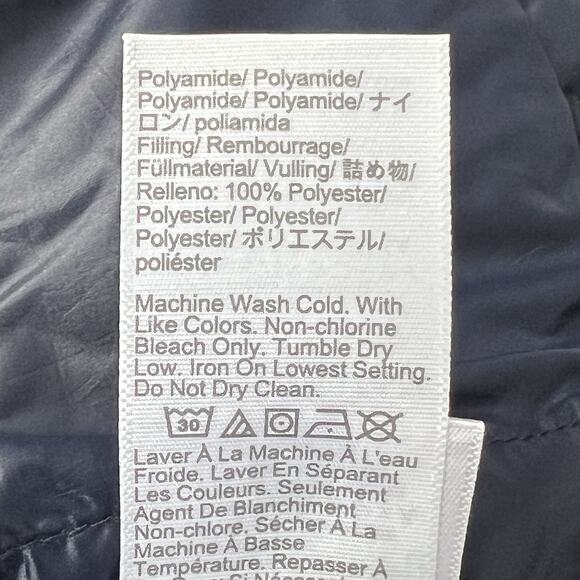 Polyamide/ Polyamide/
Polyamide/ Polyamide/ ナイ
ロン/ poliamida
Filling/ Rembourrage/
Füllmaterial/ Vulling/ 詰め物/
Relleno: 100% Polyester/
Polyester/ Polyester/
Polyester/ ポリエステル/
poliéster
Machine Wash Cold. With
Like Colors. Non-chlorine
Bleach Only. Tumble Dry
Low. Iron On Lowest Setting.
Do Not Dry Clean.
30
Laver À La Machine À L'eau
Froide. Laver En Séparant
Les Couleurs. Seulement
Agent De Blanchiment
Non-chlore. Sécher À La
Machine À Basse
Température. Repasser À
Si Nécess